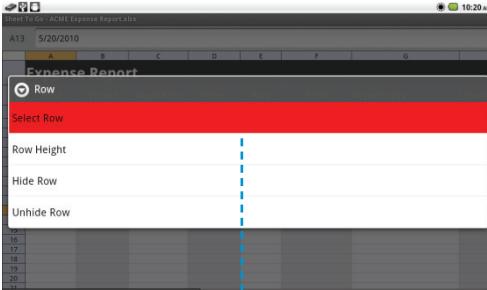 10:20 A
Sheet To Go - ACME Expense Report.xlsx
A13 5/20/2010
A B C D E F G
Expense Report
Row
Select Row
Row Height
Hide Row
Unhide Row
15
16
17
18
19
20
21